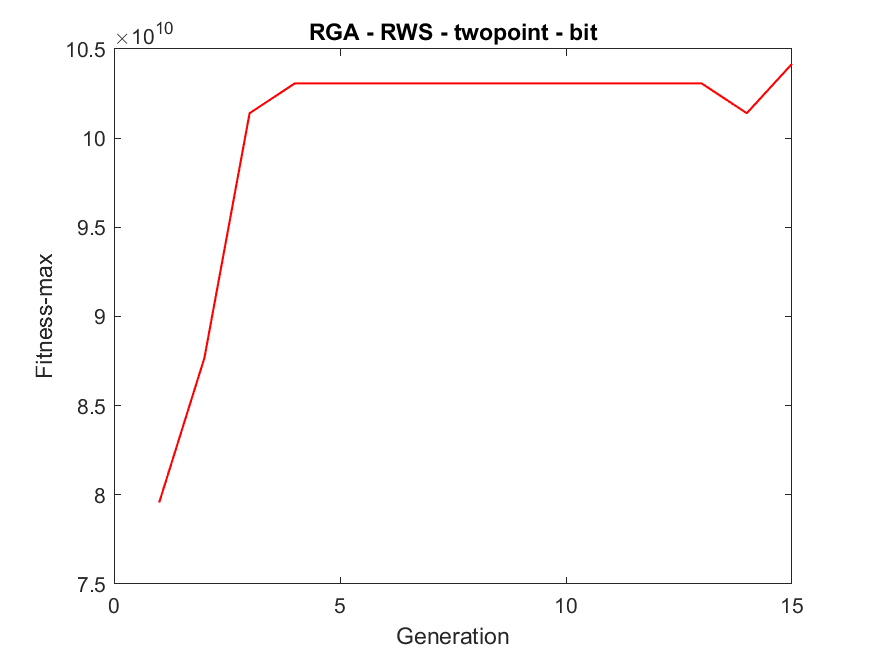 RGA - RWS - twopoint - bit
×10^10
10.5
10
9.5
9
8.5
8
7.5
Fitness-max
0 5 10 15
Generation